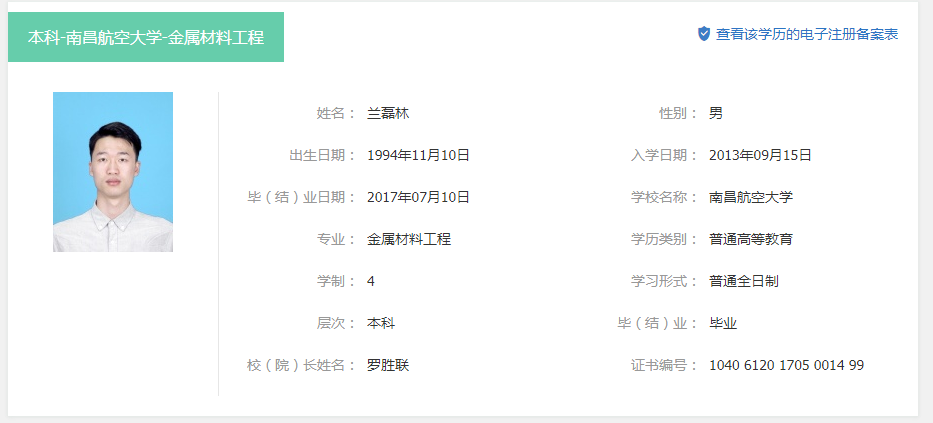 本科-南昌航空大学-金属材料工程
查看该学历的电子注册备案表
姓名： 兰磊林 性别： 男
出生日期： 1994年11月10日 入学日期： 2013年09月15日
毕（结）业日期： 2017年07月10日 学校名称： 南昌航空大学
专业： 金属材料工程 学历类别： 普通高等教育
学制： 4 学习形式： 普通全日制
层次： 本科 毕（结）业： 毕业
校（院）长姓名： 罗胜联 证书编号： 1040 6120 1705 0014 99